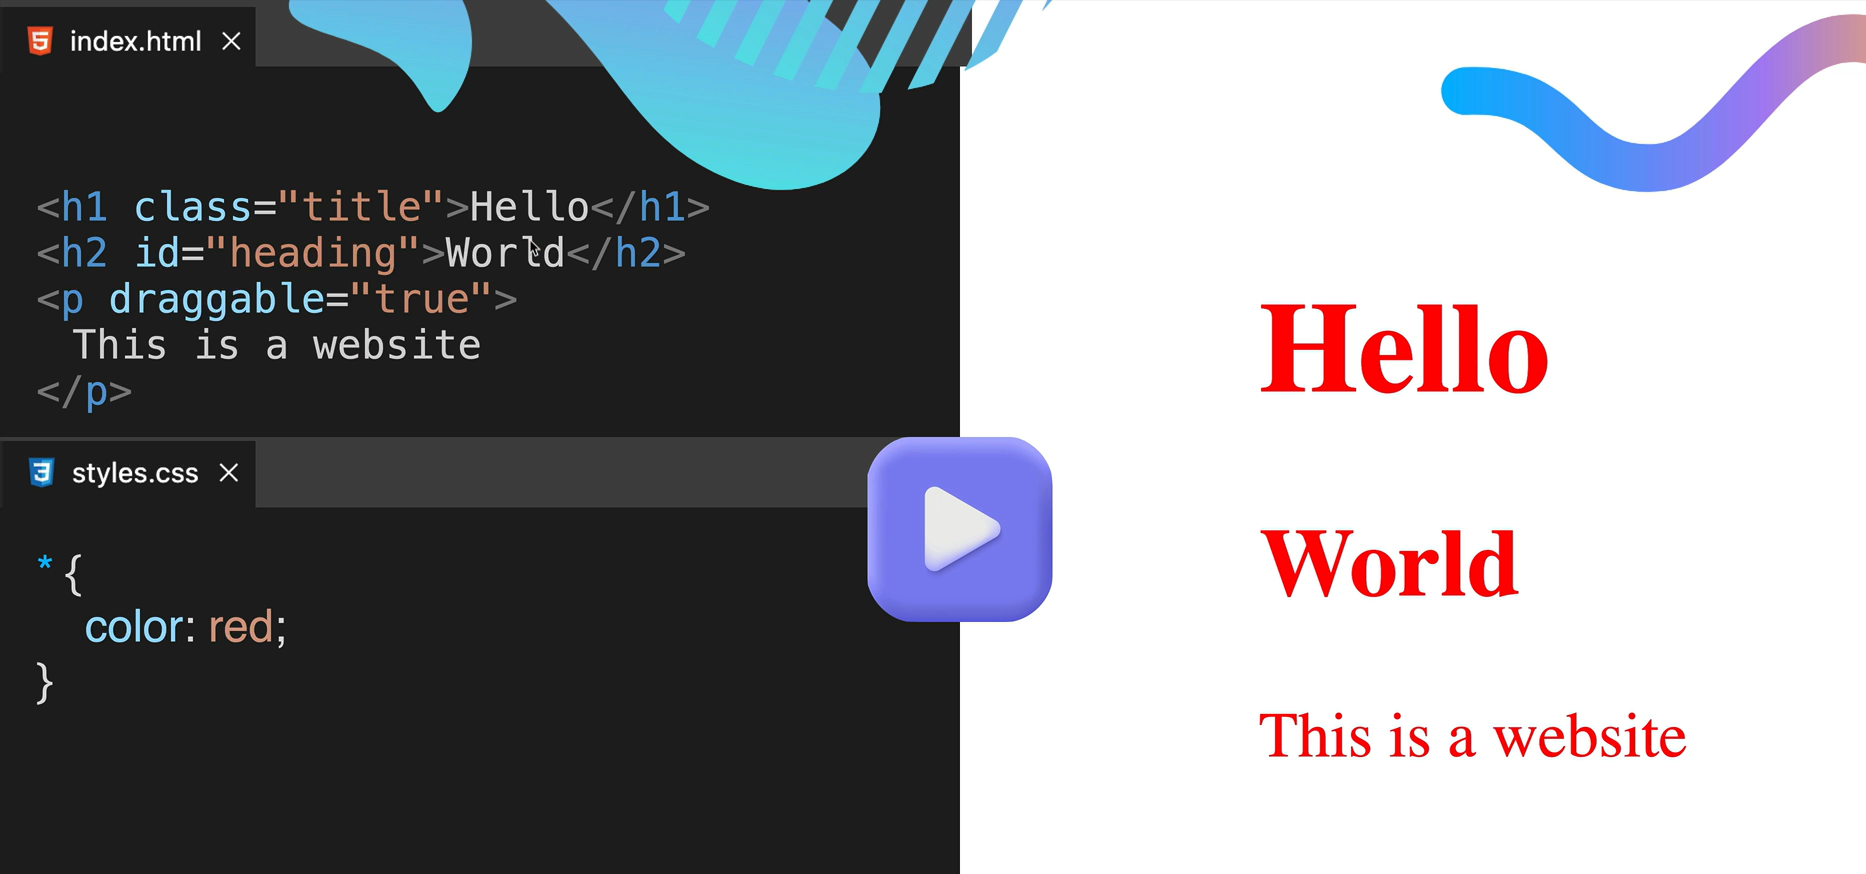 index.html
<h1 class="title">Hello</h1>
<h2 id="heading">World</h2>
<p draggable="true">
This is a website
</p>
styles.css
* {
color: red;
}
Hello
World
This is a website